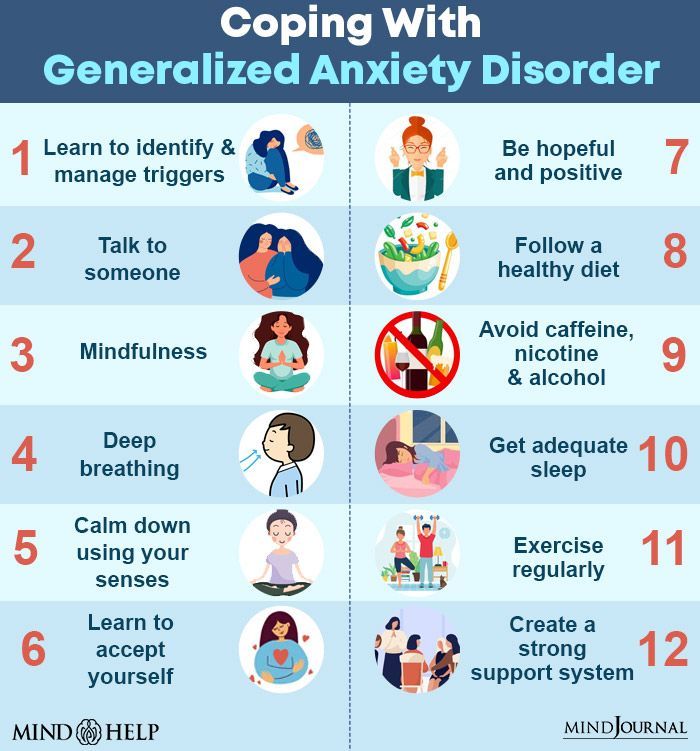 Coping With
Generalized Anxiety Disorder
1 Learn to identify &
manage triggers
2 Talk to
someone
3 Mindfulness
4 Deep
breathing
5 Calm down
using your
senses
6 Learn to
accept
yourself
Be hopeful 7
and positive
Follow a 8
healthy diet
Avoid caffeine,
nicotine 9
& alcohol
Get adequate 10
sleep
Exercise 11
regularly
Create a
strong 12
support system
MIND HELP
MINDJOURNAL